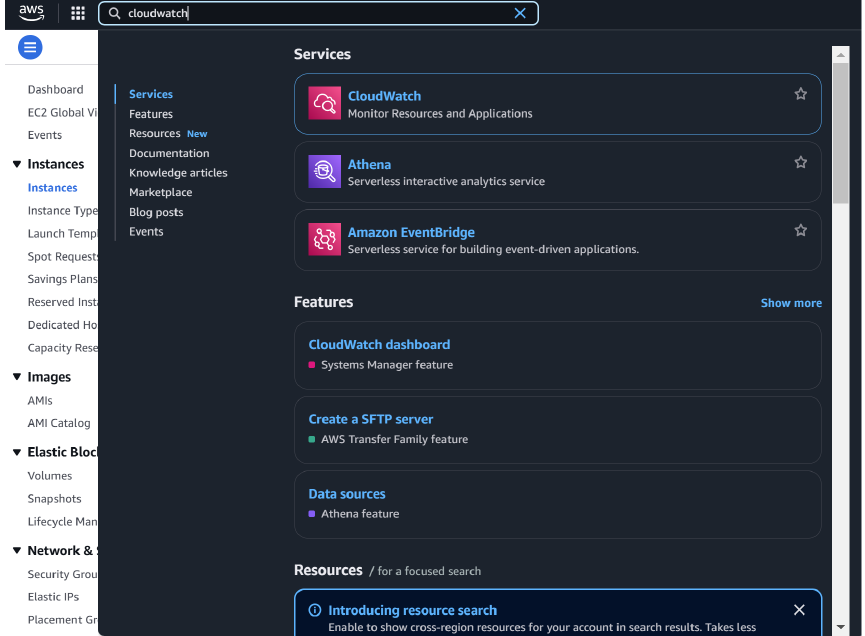 aws
cloudwatch
Dashboard
EC2 Global Vi
Events
Instances
Instances
Instance Type
Launch Templ
Spot Requests
Savings Plans
Reserved Insta
Dedicated Ho
Capacity Rese
Images
AMIs
AMI Catalog
Elastic Block
Volumes
Snapshots
Lifecycle Man
Network & S
Security Grou
Elastic IPs
Placement Gr
Services
Features
Resources New
Documentation
Knowledge articles
Marketplace
Blog posts
Events
Services
CloudWatch
Monitor Resources and Applications
Athena
Serverless interactive analytics service
Amazon EventBridge
Serverless service for building event-driven applications.
Features
Show more
CloudWatch dashboard
Systems Manager feature
Create a SFTP server
AWS Transfer Family feature
Data sources
Athena feature
Resources / for a focused search
Introducing resource search
Enable to show cross-region resources for your account in search results. Takes less